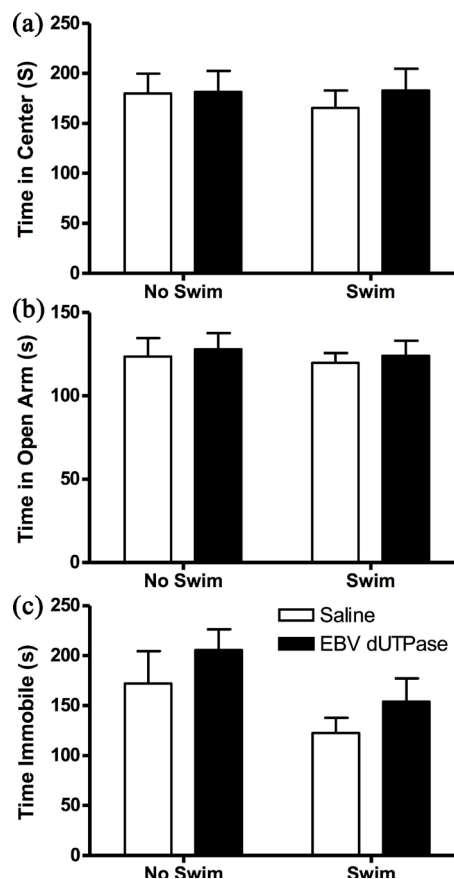 (a)
Time in Center (S)
250
200
150
100
50
0
No Swim
Swim
(b)
Time in Open Arm (s)
150
100
50
0
No Swim
Swim
(c)
Time Immobile (s)
250
200
150
100
50
0
Saline
EBV dUTPase
No Swim
Swim